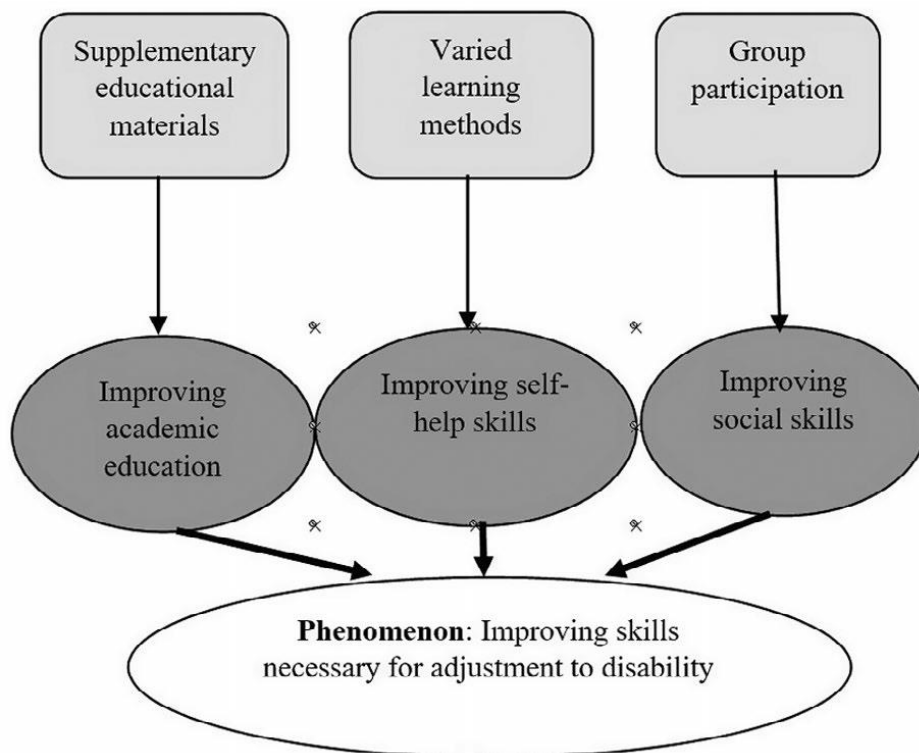 Supplementary
educational
materials
Varied
learning
methods
Group
participation
Improving
academic
education
Improving self-
help skills
Improving
social skills
Phenomenon: Improving skills
necessary for adjustment to disability